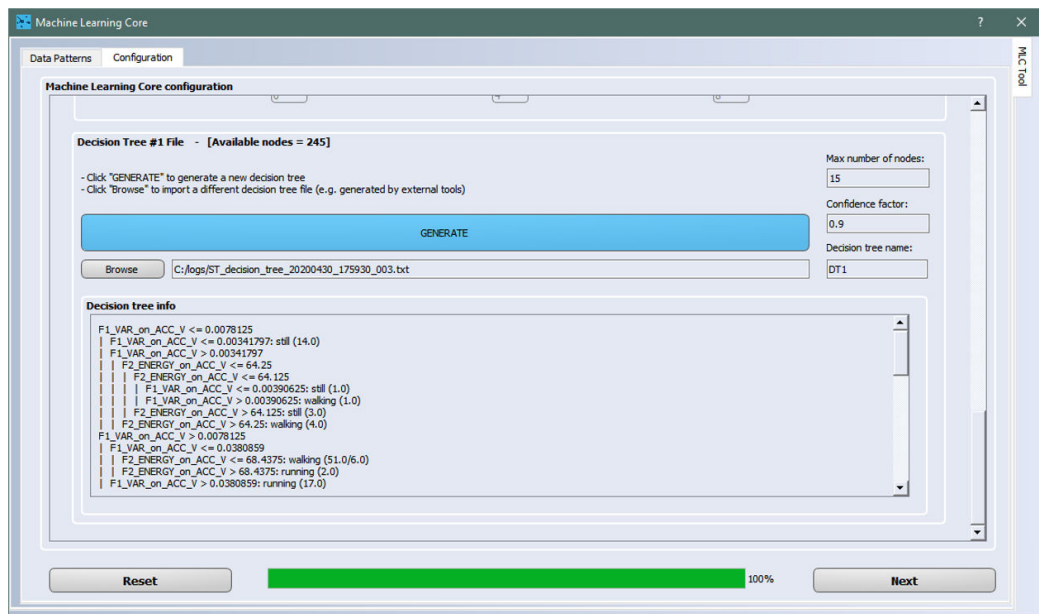 Machine Learning Core
?
×
Data Patterns
Configuration
MLC Tool
Machine Learning Core configuration
Decision Tree #1 File - [Available nodes = 245]
Max number of nodes:
- Click "GENERATE" to generate a new decision tree
15
- Click "Browse" to import a different decision tree file (e.g. generated by external tools)
Confidence factor:
0.9
GENERATE
Decision tree name:
Browse
C:/logs/ST_decision_tree_20200430_175930_003.txt
DT1
Decision tree info
F1_VAR_on_ACC_V <= 0.0078125
| F1_VAR_on_ACC_V <= 0.00341797: still (14.0)
| F1_VAR_on_ACC_V > 0.00341797
| | F2_ENERGY_on_ACC_V <= 64.25
| | | F2_ENERGY_on_ACC_V <= 64.125
| | | | F1_VAR_on_ACC_V <= 0.00390625: still (1.0)
| | | | F1_VAR_on_ACC_V > 0.00390625: walking (1.0)
| | | F2_ENERGY_on_ACC_V > 64.125: still (3.0)
| | F2_ENERGY_on_ACC_V > 64.25: walking (4.0)
F1_VAR_on_ACC_V > 0.0078125
| F1_VAR_on_ACC_V <= 0.0380859
| | F2_ENERGY_on_ACC_V <= 68.4375: walking (51.0/6.0)
| | F2_ENERGY_on_ACC_V > 68.4375: running (2.0)
| F1_VAR_on_ACC_V > 0.0380859: running (17.0)
Reset
100%
Next